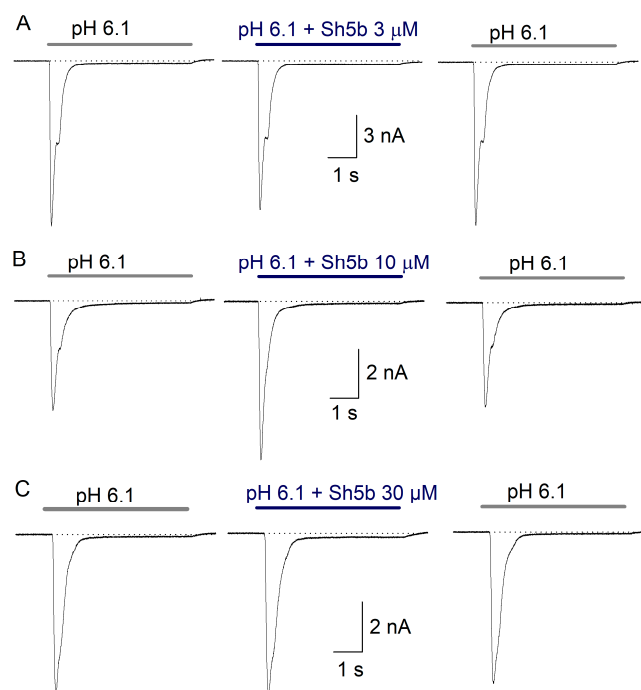 A
pH 6.1
pH 6.1 + Sh5b 3 μM
pH 6.1
3 nA
1 s
B
pH 6.1
pH 6.1 + Sh5b 10 μM
pH 6.1
2 nA
1 s
C
pH 6.1
pH 6.1 + Sh5b 30 µM
pH 6.1
2 nA
1 s